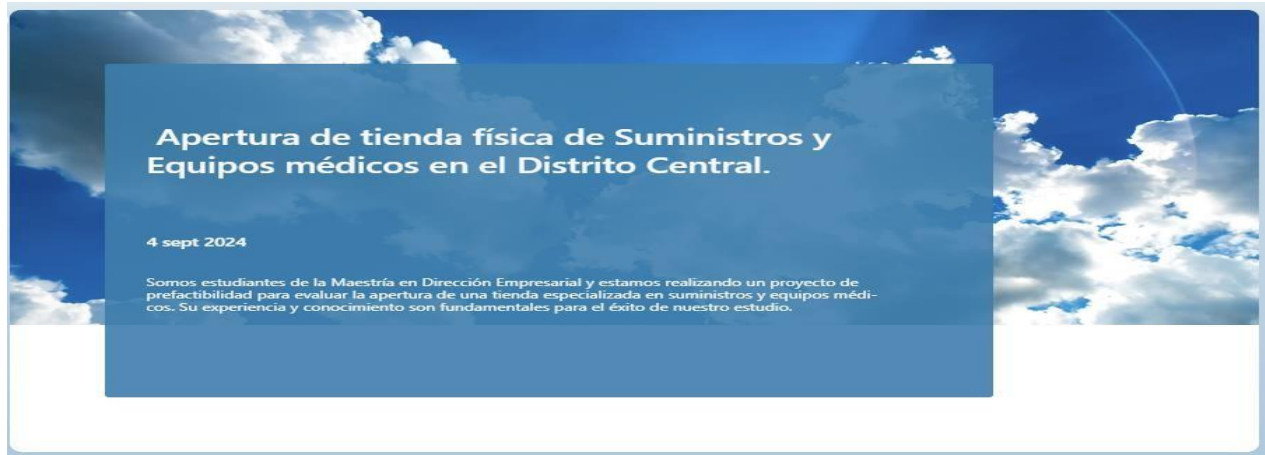 Apertura de tienda física de Suministros y
Equipos médicos en el Distrito Central.
4 sept 2024
Somos estudiantes de la Maestría en Dirección Empresarial y estamos realizando un proyecto de
prefactibilidad para evaluar la apertura de una tienda especializada en suministros y equipos médi-
cos. Su experiencia y conocimiento son fundamentales para el éxito de nuestro estudio.